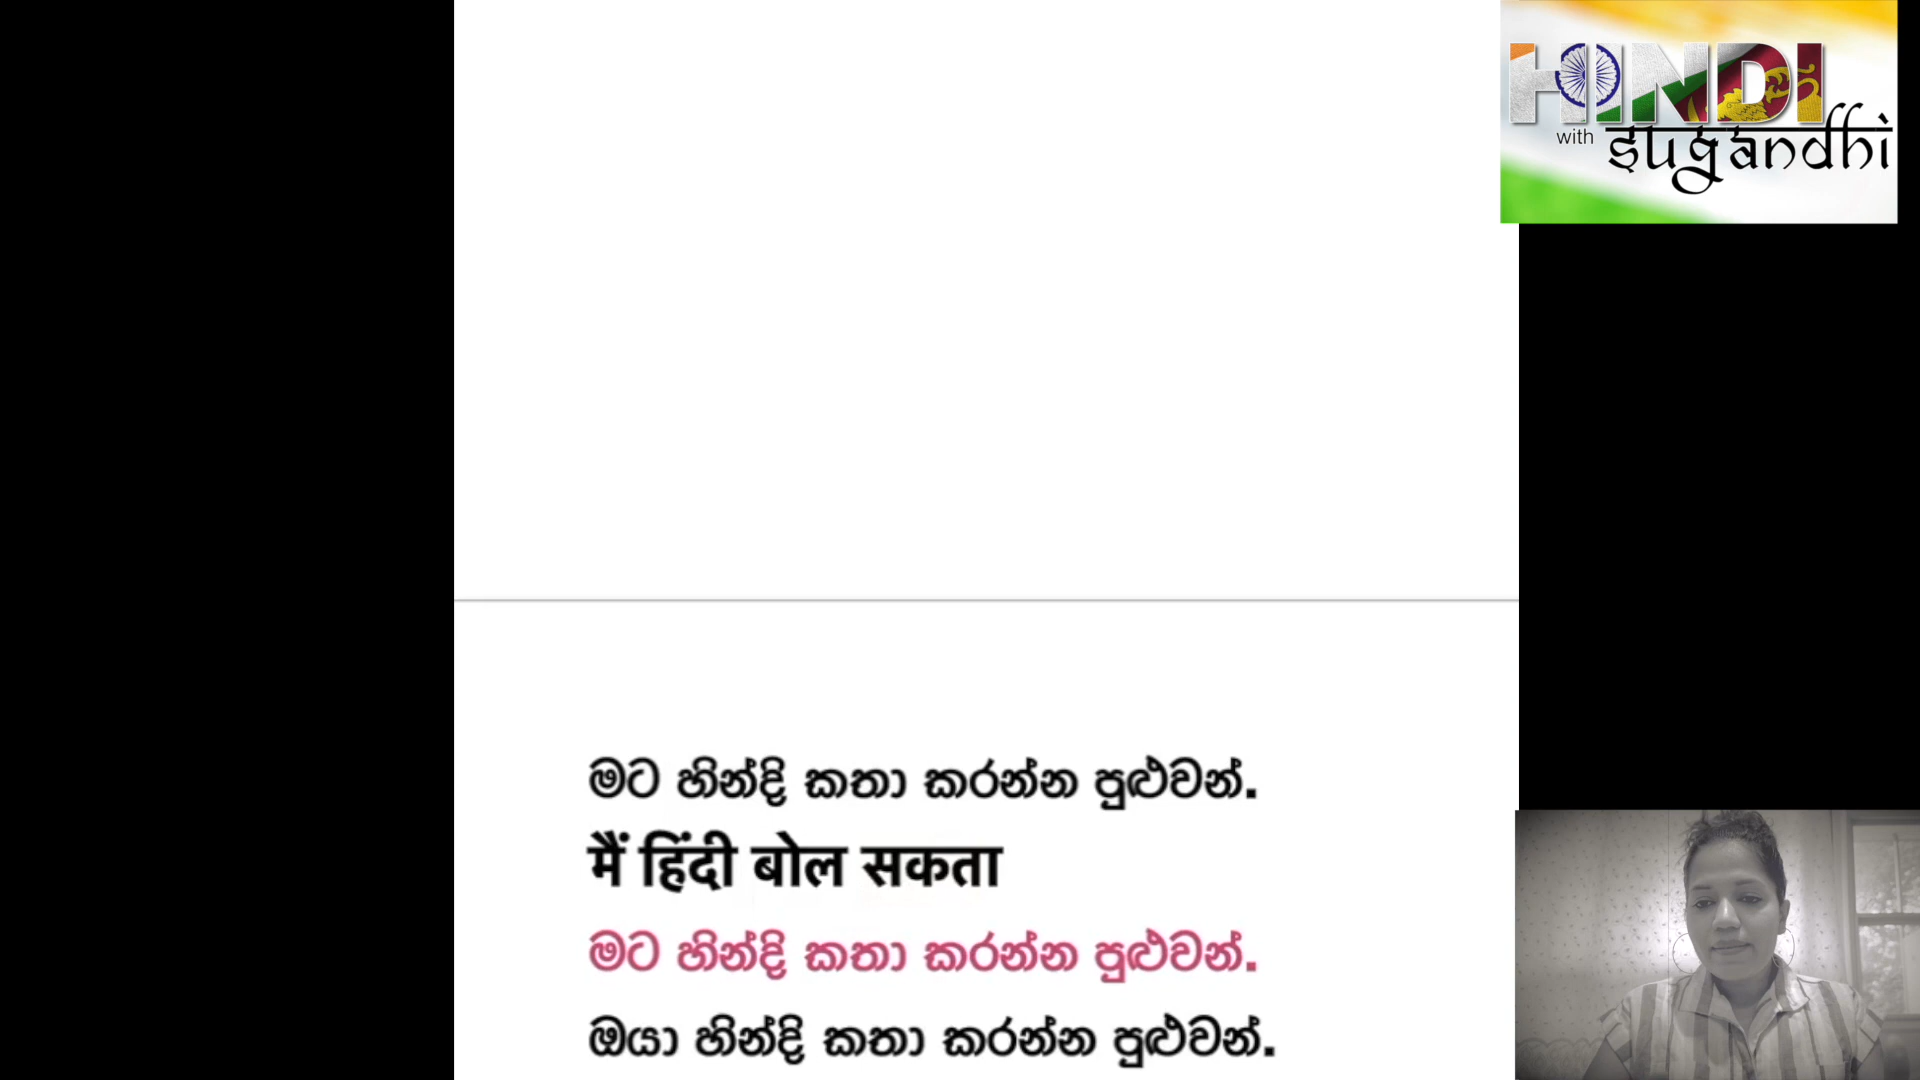 HINDI
with sugandhi
මට හින්දි කතා කරන්න පුළුවන්.
मैं हिंदी बोल सकता
මට හින්දි කතා කරන්න පුළුවන්.
ඔයා හින්දි කතා කරන්න පුළුවන්.